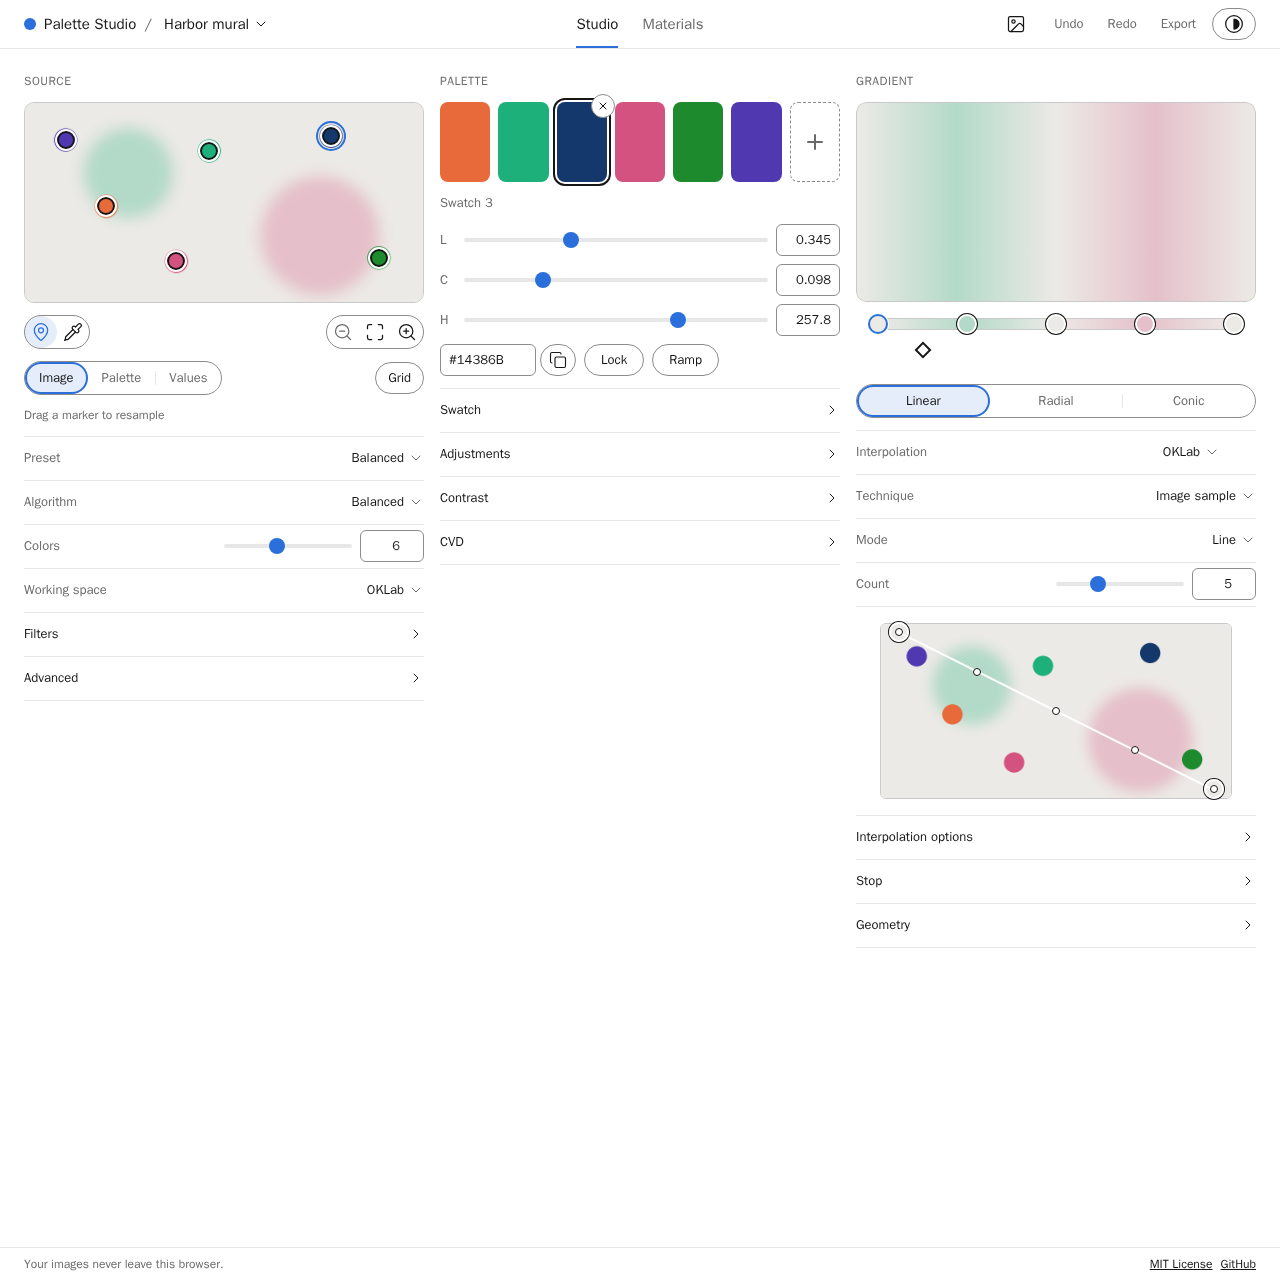 Palette Studio / Harbor mural
Studio Materials
Undo Redo Export
SOURCE
Image Palette Values Grid
Drag a marker to resample
Preset Balanced
Algorithm Balanced
Colors 6
Working space OKLab
Filters
Advanced
PALETTE
Swatch 3
L 0.345
C 0.098
H 257.8
#14386B Lock Ramp
Swatch
Adjustments
Contrast
CVD
GRADIENT
Linear Radial Conic
Interpolation OKLab
Technique Image sample
Mode Line
Count 5
Interpolation options
Stop
Geometry
Your images never leave this browser.
MIT License GitHub